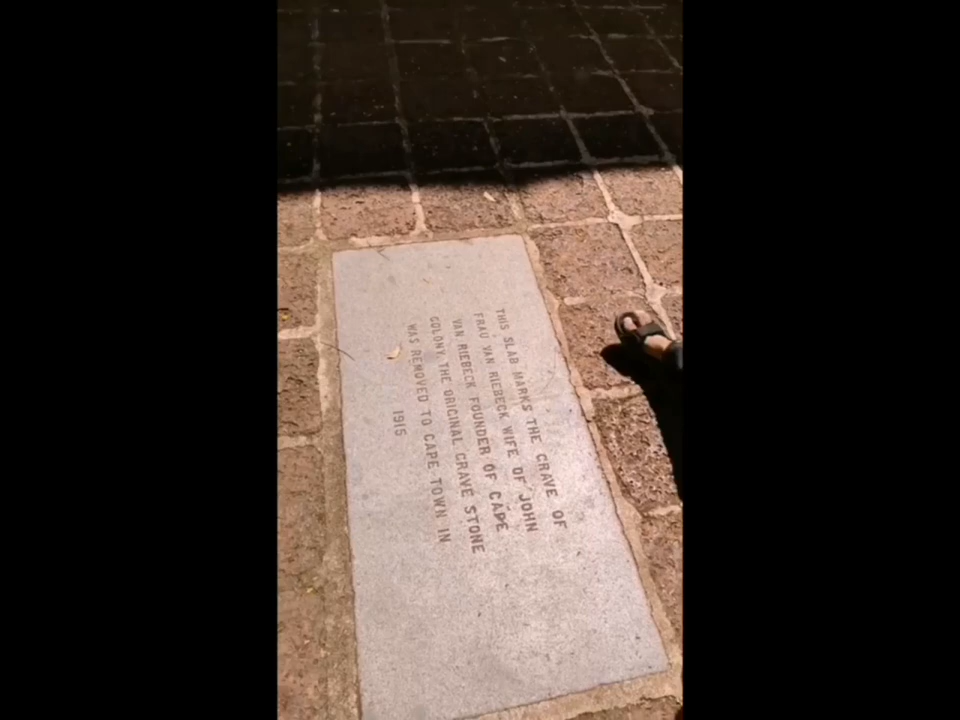 THIS SLAB MARKS THE GRAVE OF
FRAU VAN RIEBECK WIFE OF JOHN
VAN RIEBECK FOUNDER OF CAPE
COLONY. THE ORIGINAL GRAVE STONE
WAS REMOVED TO CAPE TOWN IN
1915